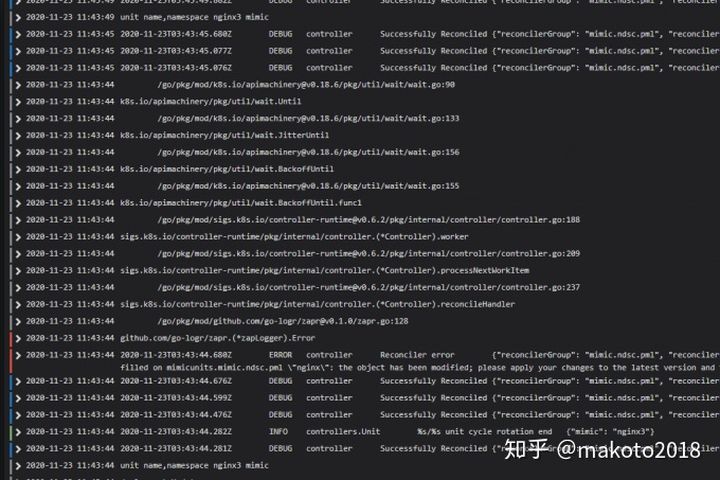 2020-11-23 11:43:49 unit name,namespace nginx3 mimic
2020-11-23 11:43:45 2020-11-23T03:43:45.680Z DEBUG controller Successfully Reconciled {"reconcilerGroup": "mimic.ndsc.pml", "reconciler
2020-11-23 11:43:45 2020-11-23T03:43:45.077Z DEBUG controller Successfully Reconciled {"reconcilerGroup": "mimic.ndsc.pml", "reconciler
2020-11-23 11:43:45 2020-11-23T03:43:45.076Z DEBUG controller Successfully Reconciled {"reconcilerGroup": "mimic.ndsc.pml", "reconciler
2020-11-23 11:43:44 /go/pkg/mod/k8s.io/apimachinery@v0.18.6/pkg/util/wait/wait.go:90
2020-11-23 11:43:44 k8s.io/apimachinery/pkg/util/wait.Until
2020-11-23 11:43:44 /go/pkg/mod/k8s.io/apimachinery@v0.18.6/pkg/util/wait/wait.go:133
2020-11-23 11:43:44 k8s.io/apimachinery/pkg/util/wait.JitterUntil
2020-11-23 11:43:44 /go/pkg/mod/k8s.io/apimachinery@v0.18.6/pkg/util/wait/wait.go:156
2020-11-23 11:43:44 k8s.io/apimachinery/pkg/util/wait.BackoffUntil
2020-11-23 11:43:44 /go/pkg/mod/k8s.io/apimachinery@v0.18.6/pkg/util/wait/wait.go:155
2020-11-23 11:43:44 k8s.io/apimachinery/pkg/util/wait.BackoffUntil.func1
2020-11-23 11:43:44 /go/pkg/mod/sigs.k8s.io/controller-runtime@v0.6.2/pkg/internal/controller/controller.go:188
2020-11-23 11:43:44 sigs.k8s.io/controller-runtime/pkg/internal/controller.(*Controller).worker
2020-11-23 11:43:44 /go/pkg/mod/sigs.k8s.io/controller-runtime@v0.6.2/pkg/internal/controller/controller.go:209
2020-11-23 11:43:44 sigs.k8s.io/controller-runtime/pkg/internal/controller.(*Controller).processNextWorkItem
2020-11-23 11:43:44 /go/pkg/mod/sigs.k8s.io/controller-runtime@v0.6.2/pkg/internal/controller/controller.go:237
2020-11-23 11:43:44 sigs.k8s.io/controller-runtime/pkg/internal/controller.(*Controller).reconcileHandler
2020-11-23 11:43:44 /go/pkg/mod/github.com/go-logr/zapr@v0.1.0/zapr.go:128
2020-11-23 11:43:44 github.com/go-logr/zapr.(*zapLogger).Error
2020-11-23 11:43:44 2020-11-23T03:43:44.680Z ERROR controller Reconciler error {"reconcilerGroup": "mimic.ndsc.pml", "reconciler
filled on mimicunits.mimic.ndsc.pml \"nginx\": the object has been modified; please apply your changes to the latest version and
2020-11-23 11:43:44 2020-11-23T03:43:44.676Z DEBUG controller Successfully Reconciled {"reconcilerGroup": "mimic.ndsc.pml", "reconciler
2020-11-23 11:43:44 2020-11-23T03:43:44.599Z DEBUG controller Successfully Reconciled {"reconcilerGroup": "mimic.ndsc.pml", "reconciler
2020-11-23 11:43:44 2020-11-23T03:43:44.476Z DEBUG controller Successfully Reconciled {"reconcilerGroup": "mimic.ndsc.pml", "reconciler
2020-11-23 11:43:44 2020-11-23T03:43:44.282Z INFO controllers.Unit %s/%s unit cycle rotation end {"mimic": "nginx3"}
2020-11-23 11:43:44 2020-11-23T03:43:44.281Z DEBUG controller Successfully Reconciled
2020-11-23 11:43:44 unit name,namespace nginx3 mimic
知乎 @makoto2018